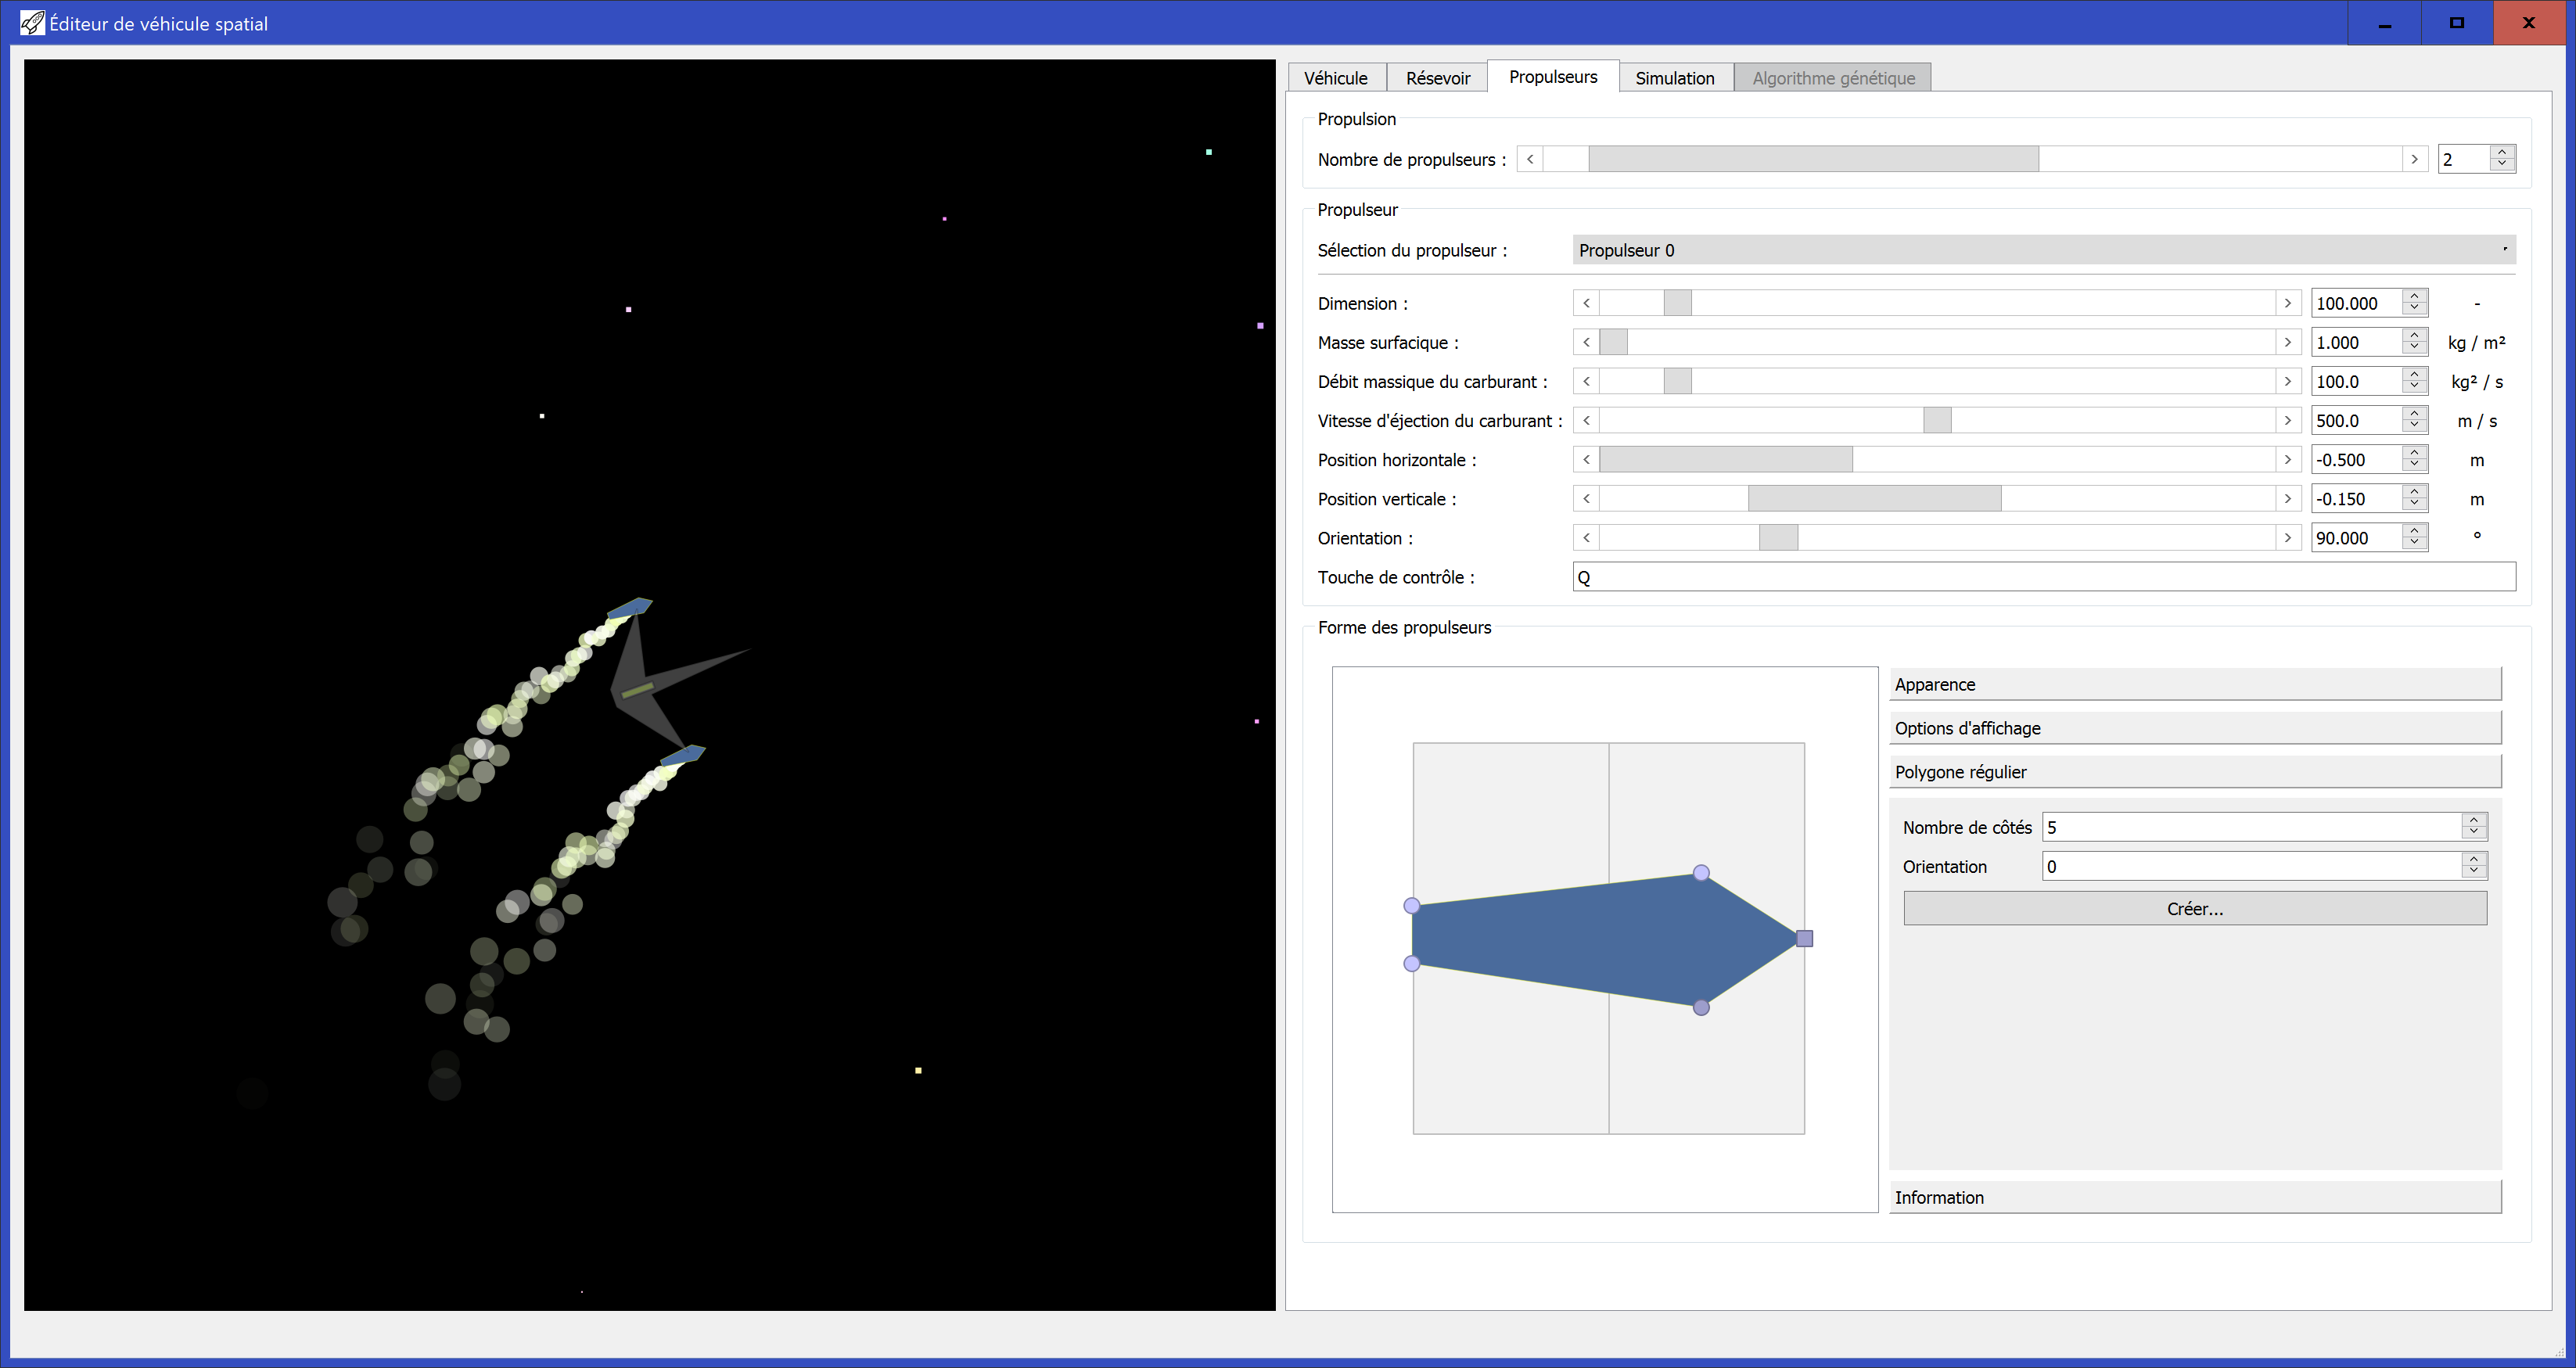 Éditeur de véhicule spatial
Véhicule Résevoir Propulseurs Simulation Algorithme génétique
Propulsion
Nombre de propulseurs : 2
Propulseur
Sélection du propulseur : Propulseur 0
Dimension : 100.000 -
Masse surfacique : 1.000 kg / m²
Débit massique du carburant : 100.0 kg² / s
Vitesse d'éjection du carburant : 500.0 m / s
Position horizontale : -0.500 m
Position verticale : -0.150 m
Orientation : 90.000 °
Touche de contrôle : Q
Forme des propulseurs
Apparence
Options d'affichage
Polygone régulier
Nombre de côtés 5
Orientation 0
Créer...
Information